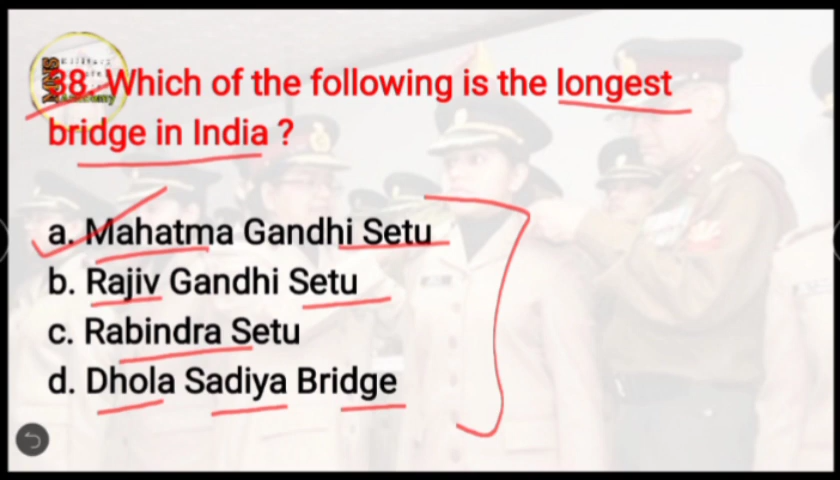 38. Which of the following is the longest
bridge in India ?
a. Mahatma Gandhi Setu
b. Rajiv Gandhi Setu
c. Rabindra Setu
d. Dhola Sadiya Bridge